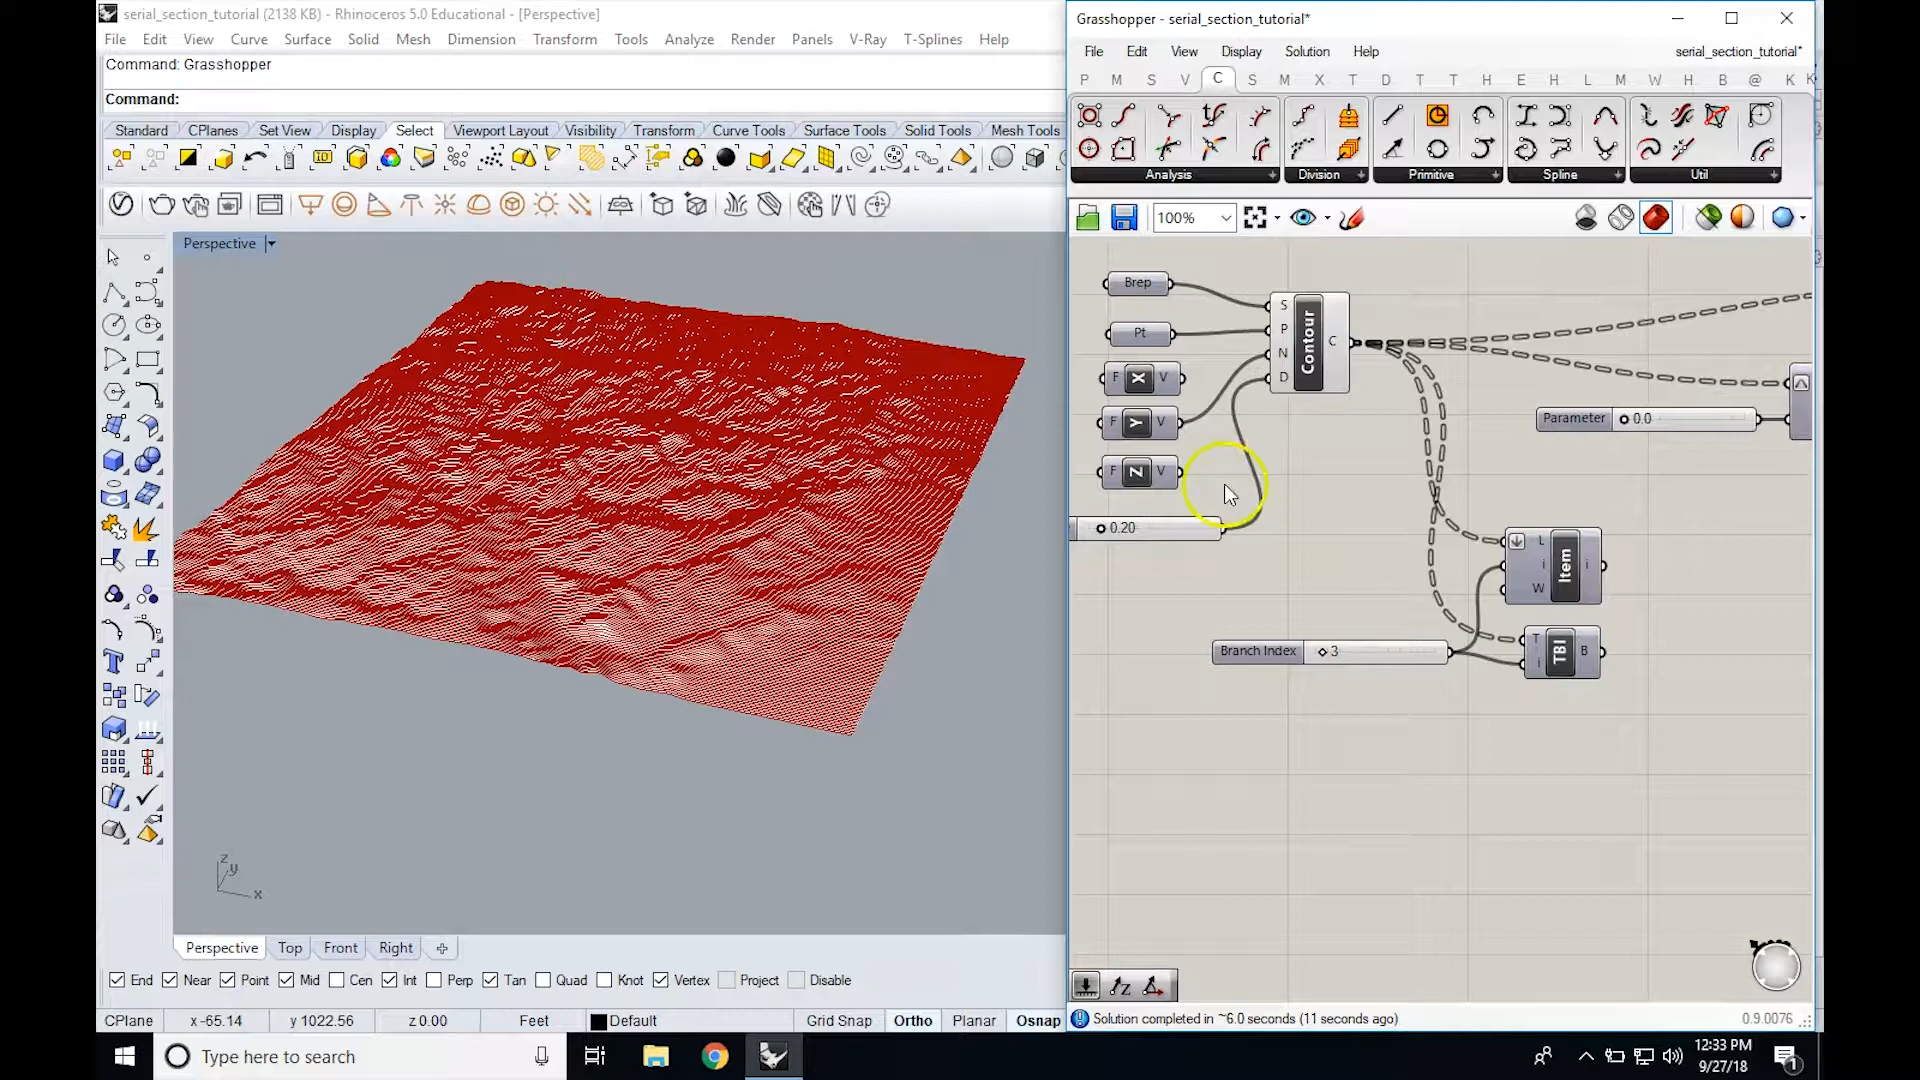 serial_section_tutorial (2138 KB) - Rhinoceros 5.0 Educational - [Perspective]
File Edit View Curve Surface Solid Mesh Dimension Transform Tools Analyze Render Panels V-Ray T-Splines Help
Command: Grasshopper
Command:
Standard CPlanes Set View Display Select Viewport Layout Visibility Transform Curve Tools Surface Tools Solid Tools Mesh Tools
Perspective
z
y
x
Perspective Top Front Right
End Near Point Mid Cen Int Perp Tan Quad Knot Vertex Project Disable
CPlane x -65.14 y 1022.56 z 0.00 Feet Default Grid Snap Ortho Planar Osnap
Grasshopper - serial_section_tutorial*
File Edit View Display Solution Help serial_section_tutorial*
P M S V C S M X T D T T H E H L M W H B @ K K
Analysis Division Primitive Spline Util
100%
Brep
Pt
F X V
F Y V
F Z V
0.20
S
P
N
D
Contour
C
Parameter 0.0
L
i
W
Item
i
Branch Index 3
T
i
TBI
B
Solution completed in ~6.0 seconds (11 seconds ago) 0.9.0076
Type here to search
12:33 PM
9/27/18
1